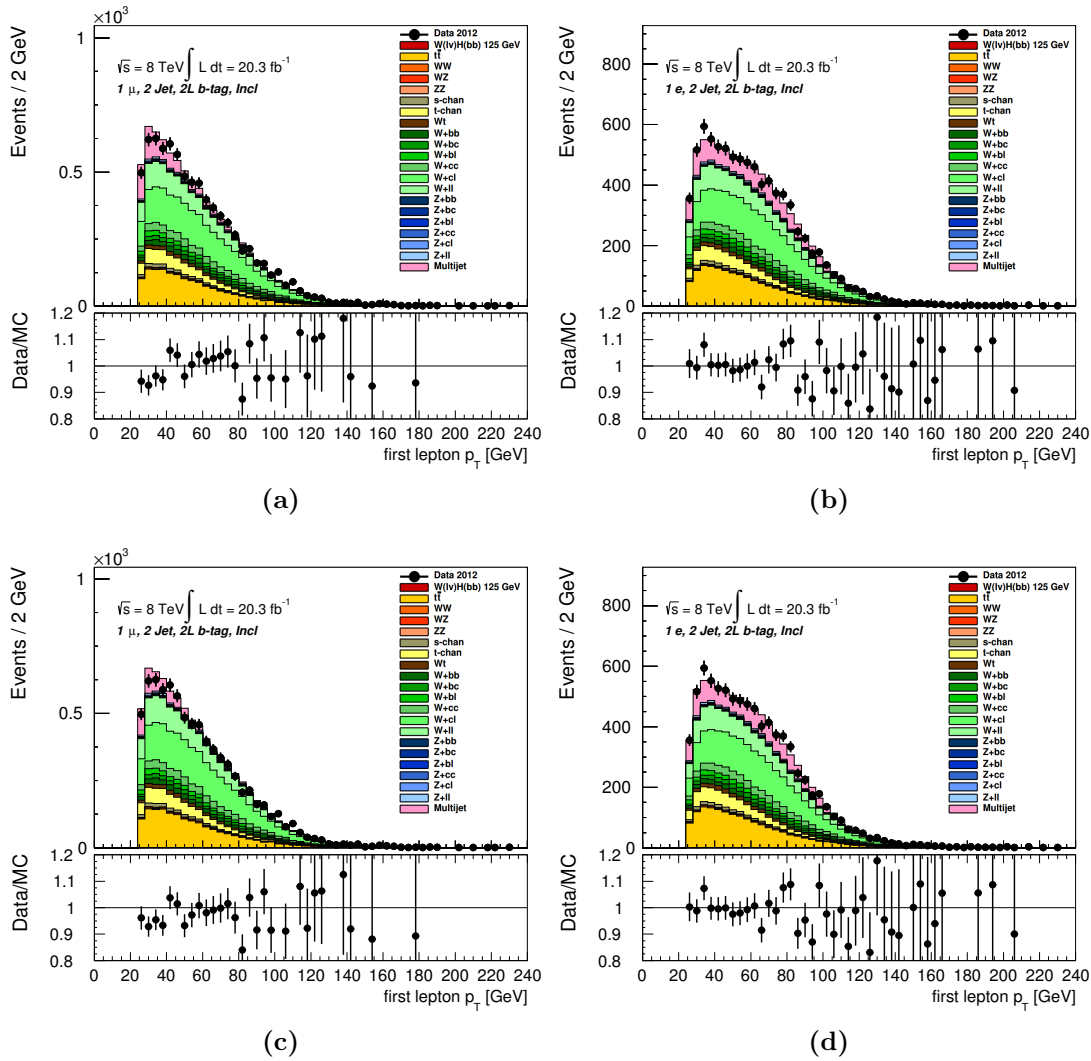 ×10³
Events / 2 GeV
1
0.5
0
√s = 8 TeV ∫ L dt = 20.3 fb⁻¹
1 μ, 2 Jet, 2L b-tag, Incl
Data 2012
W(lv)H(bb) 125 GeV
tt̄
WW
WZ
ZZ
s-chan
t-chan
Wt
W+bb
W+bc
W+bl
W+cc
W+cl
W+ll
Z+bb
Z+bc
Z+bl
Z+cc
Z+cl
Z+ll
Multijet
Data/MC
1.2
1.1
1
0.9
0.8
0 20 40 60 80 100 120 140 160 180 200 220 240
first lepton p_T [GeV]
(a)
Events / 2 GeV
800
600
400
200
0
√s = 8 TeV ∫ L dt = 20.3 fb⁻¹
1 e, 2 Jet, 2L b-tag, Incl
Data 2012
W(lv)H(bb) 125 GeV
tt̄
WW
WZ
ZZ
s-chan
t-chan
Wt
W+bb
W+bc
W+bl
W+cc
W+cl
W+ll
Z+bb
Z+bc
Z+bl
Z+cc
Z+cl
Z+ll
Multijet
Data/MC
1.2
1.1
1
0.9
0.8
0 20 40 60 80 100 120 140 160 180 200 220 240
first lepton p_T [GeV]
(b)
×10³
Events / 2 GeV
1
0.5
0
√s = 8 TeV ∫ L dt = 20.3 fb⁻¹
1 μ, 2 Jet, 2L b-tag, Incl
Data 2012
W(lv)H(bb) 125 GeV
tt̄
WW
WZ
ZZ
s-chan
t-chan
Wt
W+bb
W+bc
W+bl
W+cc
W+cl
W+ll
Z+bb
Z+bc
Z+bl
Z+cc
Z+cl
Z+ll
Multijet
Data/MC
1.2
1.1
1
0.9
0.8
0 20 40 60 80 100 120 140 160 180 200 220 240
first lepton p_T [GeV]
(c)
Events / 2 GeV
800
600
400
200
0
√s = 8 TeV ∫ L dt = 20.3 fb⁻¹
1 e, 2 Jet, 2L b-tag, Incl
Data 2012
W(lv)H(bb) 125 GeV
tt̄
WW
WZ
ZZ
s-chan
t-chan
Wt
W+bb
W+bc
W+bl
W+cc
W+cl
W+ll
Z+bb
Z+bc
Z+bl
Z+cc
Z+cl
Z+ll
Multijet
Data/MC
1.2
1.1
1
0.9
0.8
0 20 40 60 80 100 120 140 160 180 200 220 240
first lepton p_T [GeV]
(d)